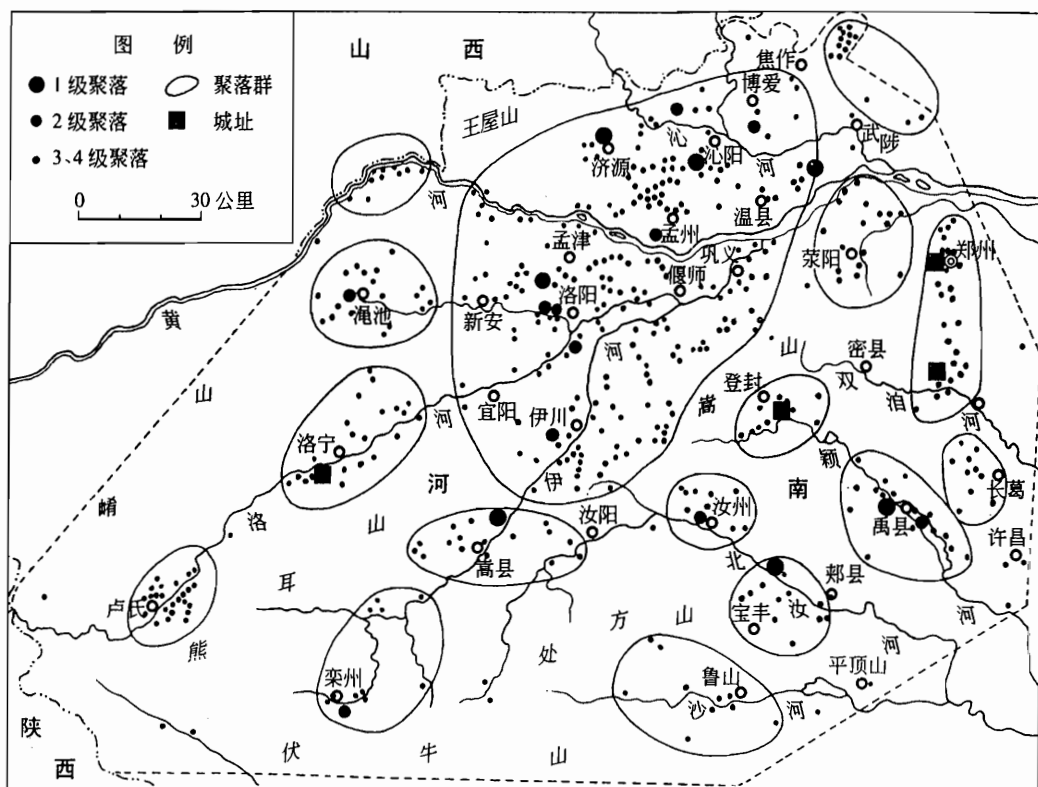 图 例
1级聚落
聚落群
2级聚落
城址
3、4级聚落
0 30公里
山 西
焦作
博爱
王屋山
沁
武陟
济源
沁阳
河
河
温县
孟州
孟津
巩义
荥阳
郑州
偃师
洛阳
渑池
新安
黄
河
山
密县
山
双
登封
嵩
洎
宜阳
河
伊川
河
洛宁
颍
伊
河
南
长葛
崤
洛
山
汝阳
汝州
禹县
许昌
嵩县
北
耳
卢氏
郏县
方 山
宝丰
汝
河
熊
处
河
栾州
鲁山
平顶山
沙
河
陕
西
伏 牛 山